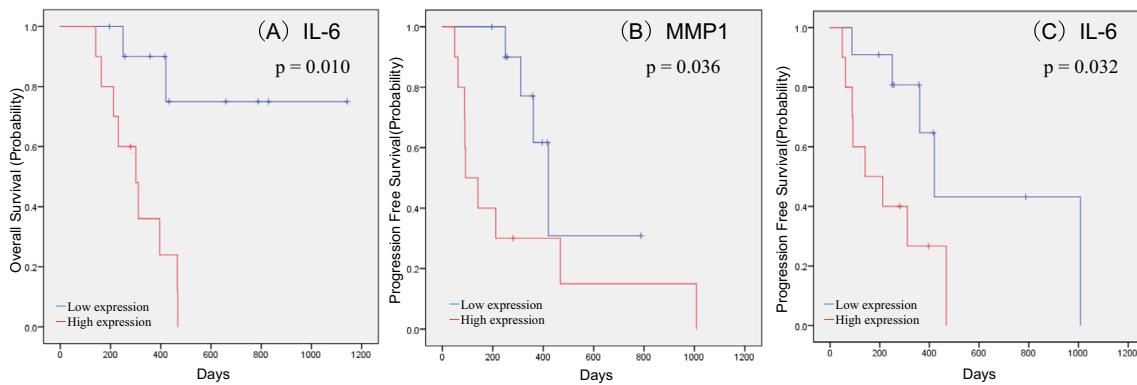 (A) IL-6
p = 0.010
Overall Survival (Probability)
1.0
0.8
0.6
0.4
0.2
0.0
Low expression
High expression
0 200 400 600 800 1000 1200
Days
(B) MMP1
p = 0.036
Progression Free Survival(Probability)
1.0
0.8
0.6
0.4
0.2
0.0
Low expression
High expression
0 200 400 600 800 1000 1200
Days
(C) IL-6
p = 0.032
Progression Free Survival(Probability)
1.0
0.8
0.6
0.4
0.2
0.0
Low expression
High expression
0 200 400 600 800 1000 1200
Days